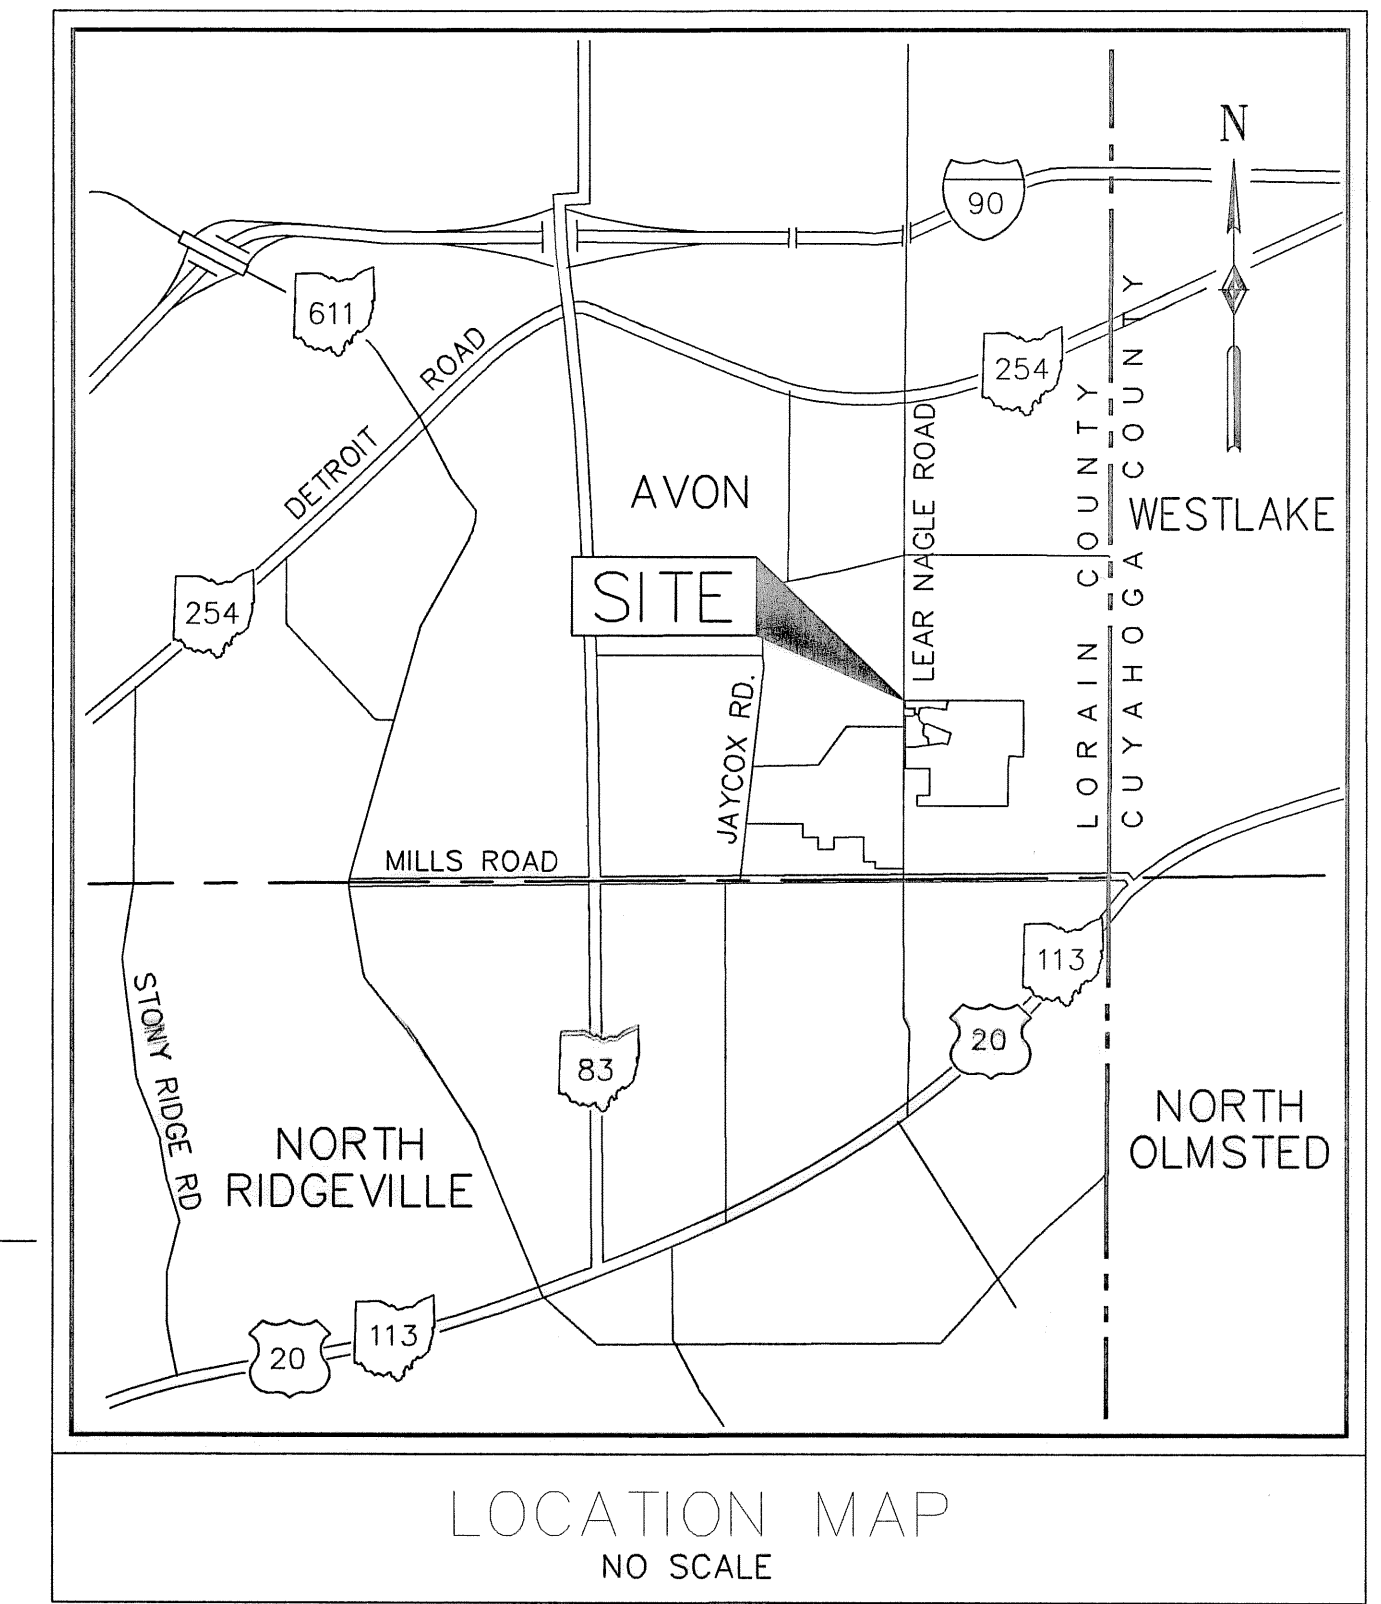 N
90
611
254
DETROIT ROAD
AVON
LEAR NAGLE ROAD
LORAIN COUNTY
CUYAHOGA COUNTY
WESTLAKE
SITE
254
JAYCOX RD.
MILLS ROAD
113
20
STONY RIDGE RD
83
NORTH
RIDGEVILLE
NORTH
OLMSTED
113
20
LOCATION MAP
NO SCALE